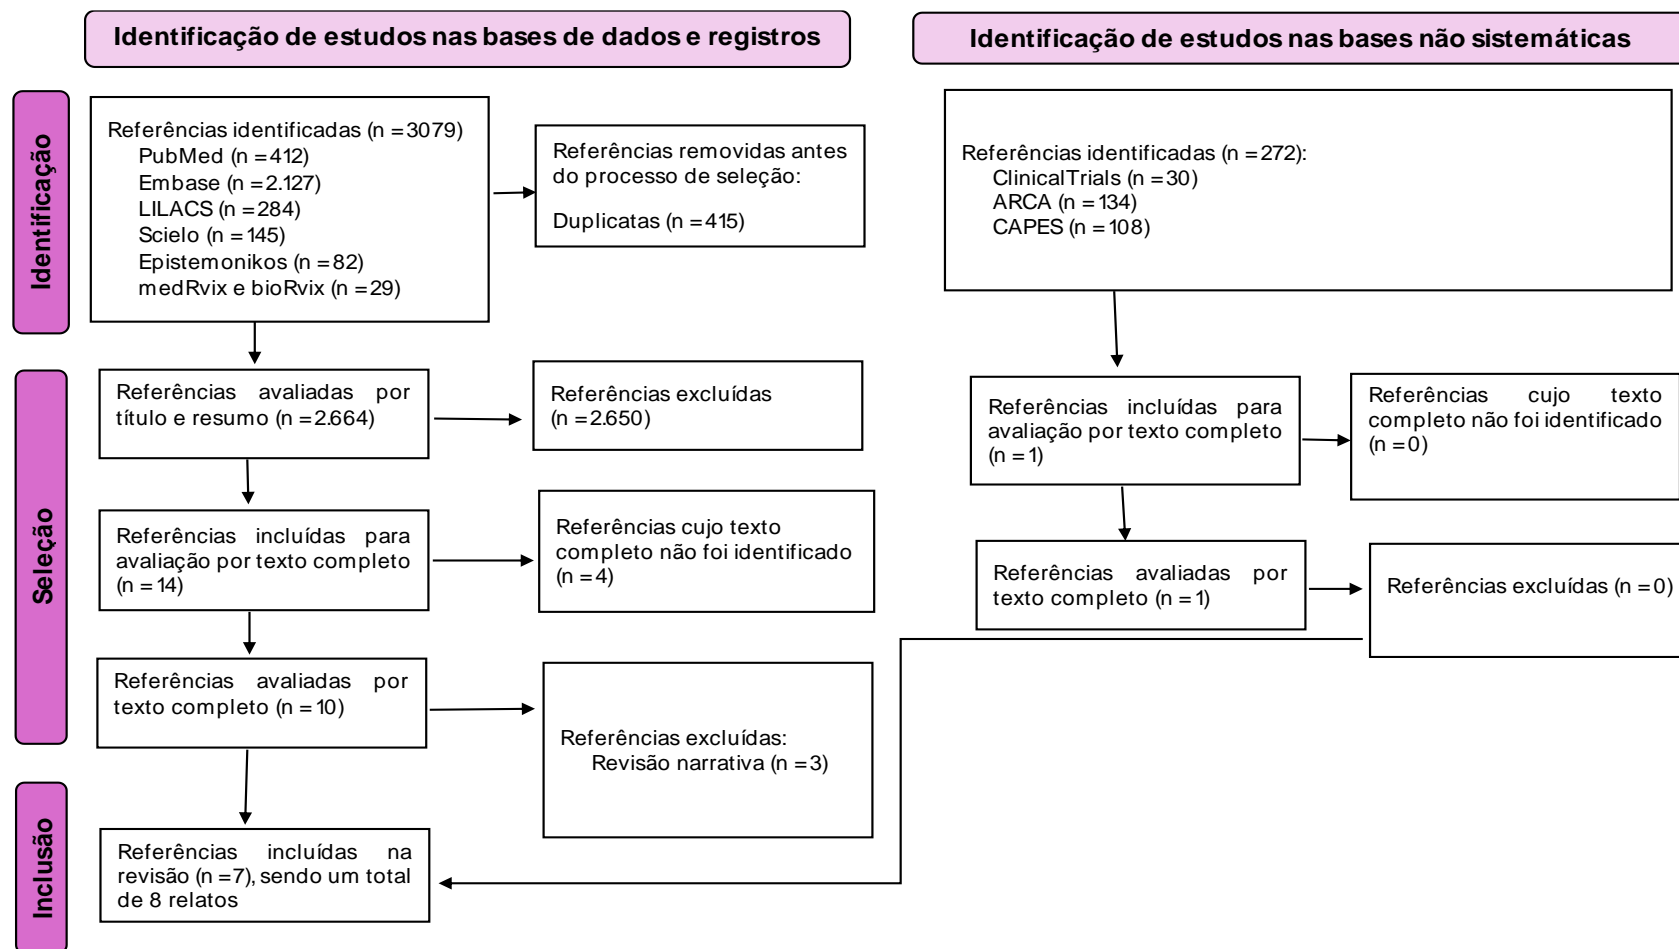 Identificação de estudos nas bases de dados e registros
Identificação de estudos nas bases não sistemáticas
Identificação
Referências identificadas (n = 3079)
PubMed (n = 412)
Embase (n = 2.127)
LILACS (n = 284)
Scielo (n = 145)
Epistemonikos (n = 82)
medRvix e bioRvix (n = 29)
Referências removidas antes
do processo de seleção:
Duplicatas (n = 415)
Referências identificadas (n = 272):
ClinicalTrials (n = 30)
ARCA (n = 134)
CAPES (n = 108)
Seleção
Referências avaliadas por
título e resumo (n = 2.664)
Referências excluídas
(n = 2.650)
Referências incluídas para
avaliação por texto completo
(n = 14)
Referências cujo texto
completo não foi identificado
(n = 4)
Referências avaliadas por
texto completo (n = 10)
Referências excluídas:
Revisão narrativa (n = 3)
Referências incluídas para
avaliação por texto completo
(n = 1)
Referências cujo texto
completo não foi identificado
(n = 0)
Referências avaliadas por
texto completo (n = 1)
Referências excluídas (n = 0)
Inclusão
Referências incluídas na
revisão (n = 7), sendo um total
de 8 relatos